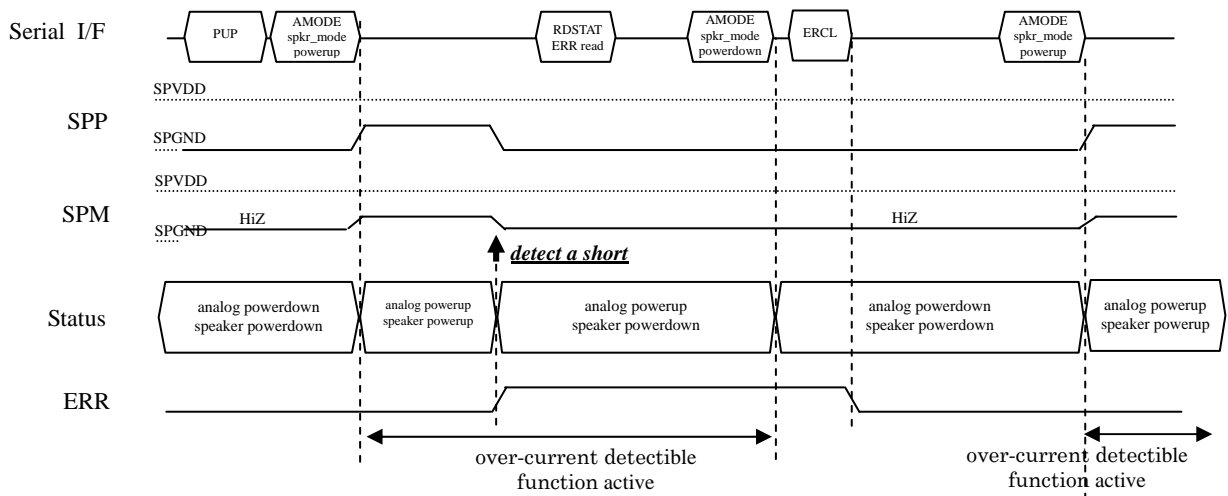 Serial I/F
PUP
AMODE
spkr_mode
powerup
RDSTAT
ERR read
AMODE
spkr_mode
powerdown
ERCL
AMODE
spkr_mode
powerup
SPVDD
SPP
SPGND
SPVDD
SPM
HiZ
HiZ
SPGND
detect a short
Status
analog powerdown
speaker powerdown
analog powerup
speaker powerup
analog powerup
speaker powerdown
analog powerdown
speaker powerdown
analog powerup
speaker powerup
ERR
over-current detectible
function active
over-current detectible
function active